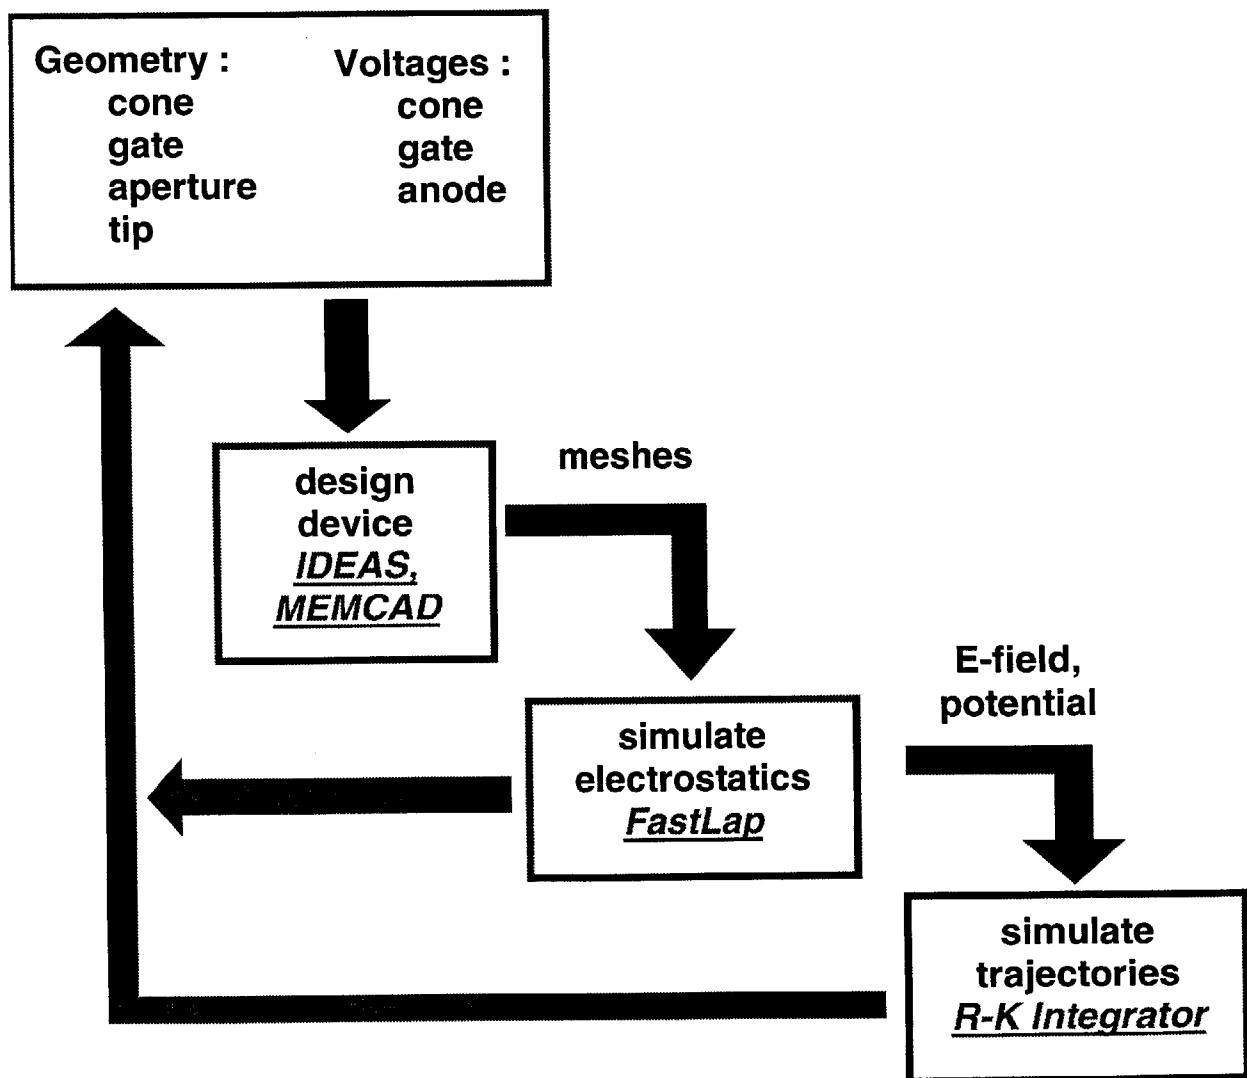 Geometry :
cone
gate
aperture
tip
Voltages :
cone
gate
anode
design
device
IDEAS,
MEMCAD
meshes
simulate
electrostatics
FastLap
E-field,
potential
simulate
trajectories
R-K Integrator